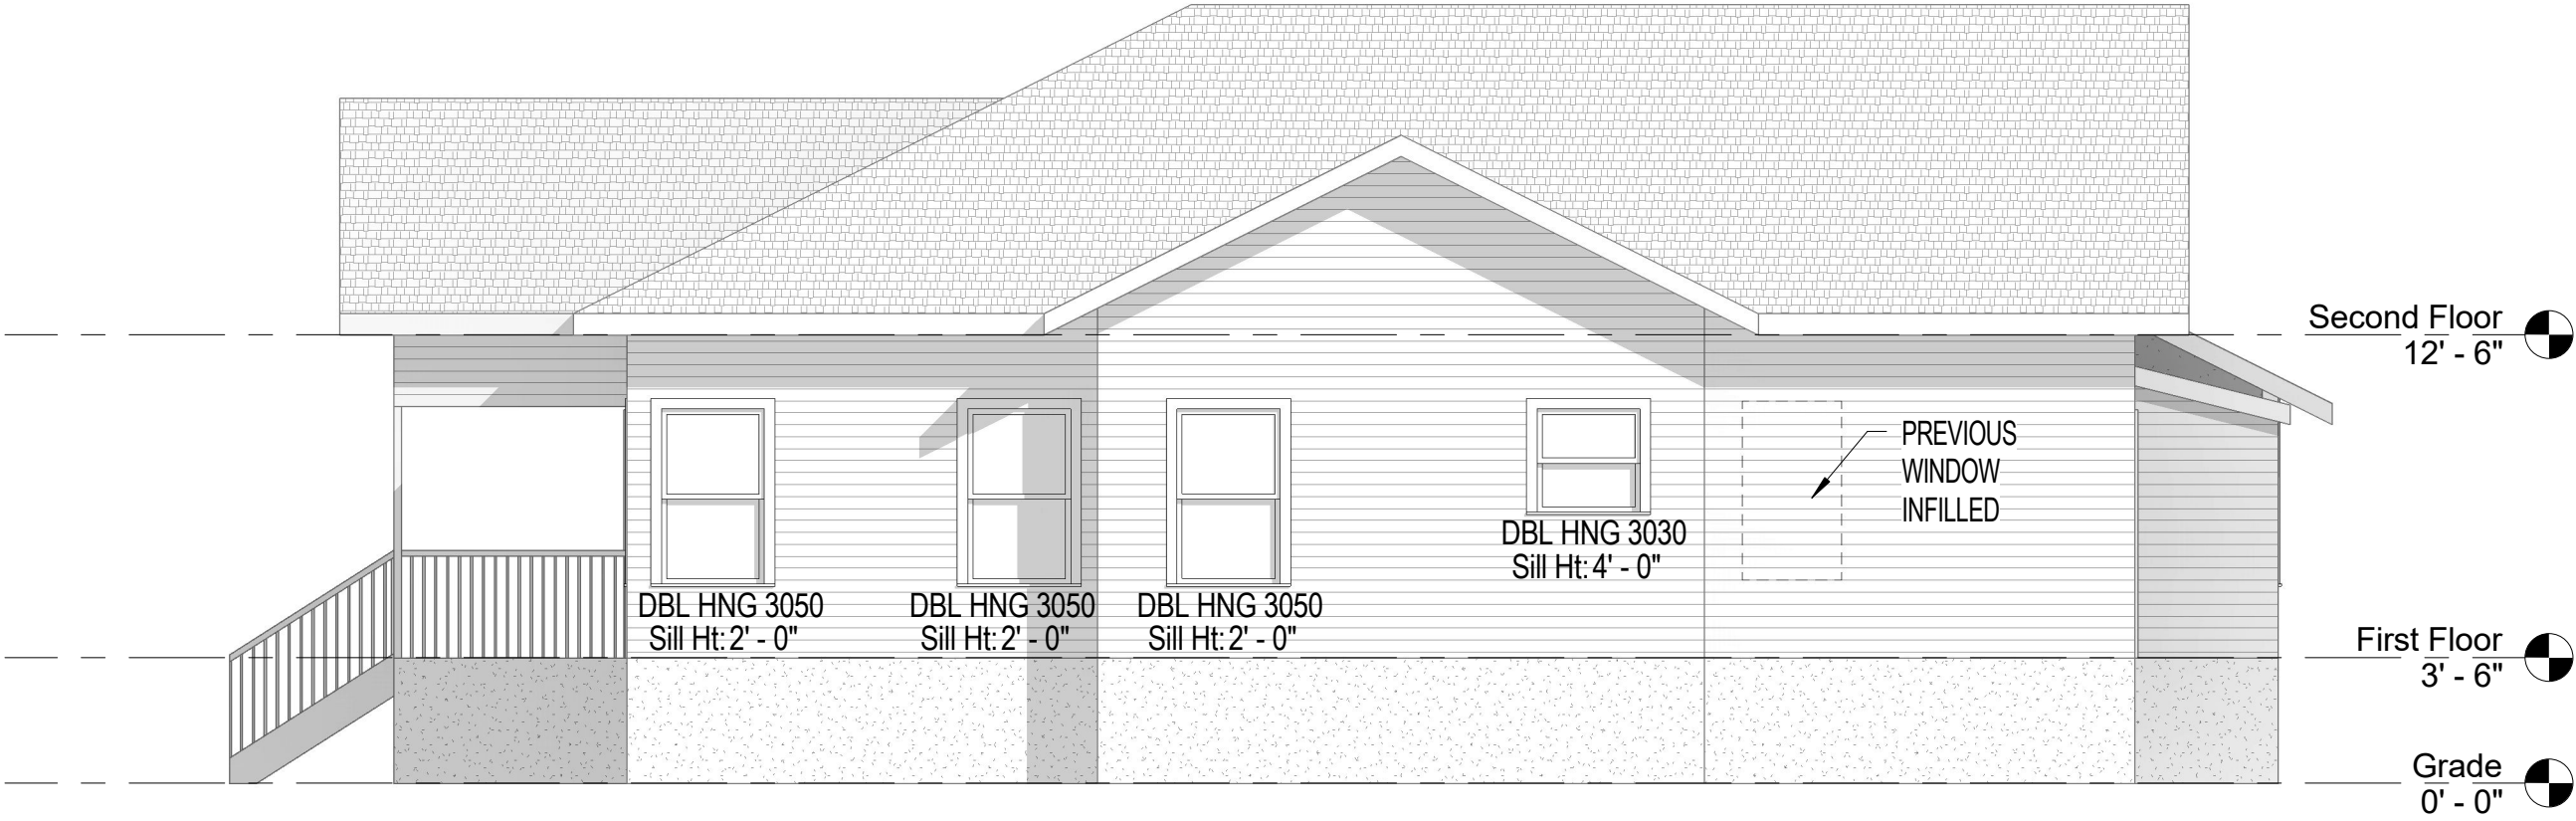 Second Floor
12' - 6"
PREVIOUS
WINDOW
INFILLED
DBL HNG 3030
Sill Ht: 4' - 0"
DBL HNG 3050
Sill Ht: 2' - 0"
DBL HNG 3050
Sill Ht: 2' - 0"
DBL HNG 3050
Sill Ht: 2' - 0"
First Floor
3' - 6"
Grade
0' - 0"